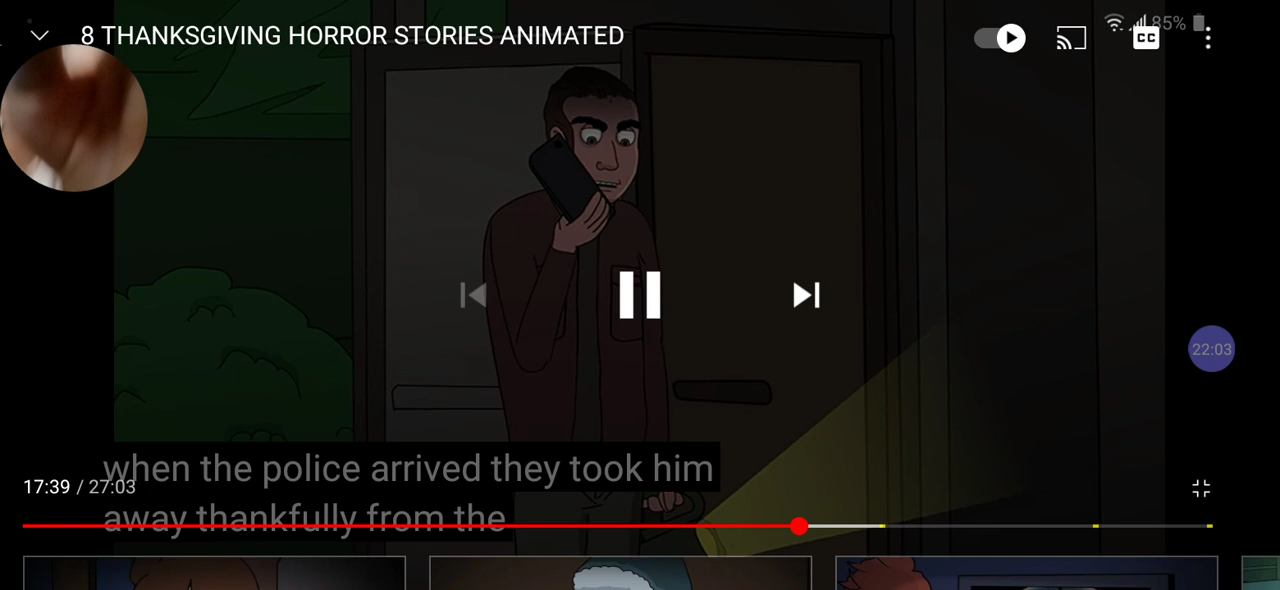 8 THANKSGIVING HORROR STORIES ANIMATED
85%
CC
22:03
when the police arrived they took him
17:39 / 27:03
away thankfully from the